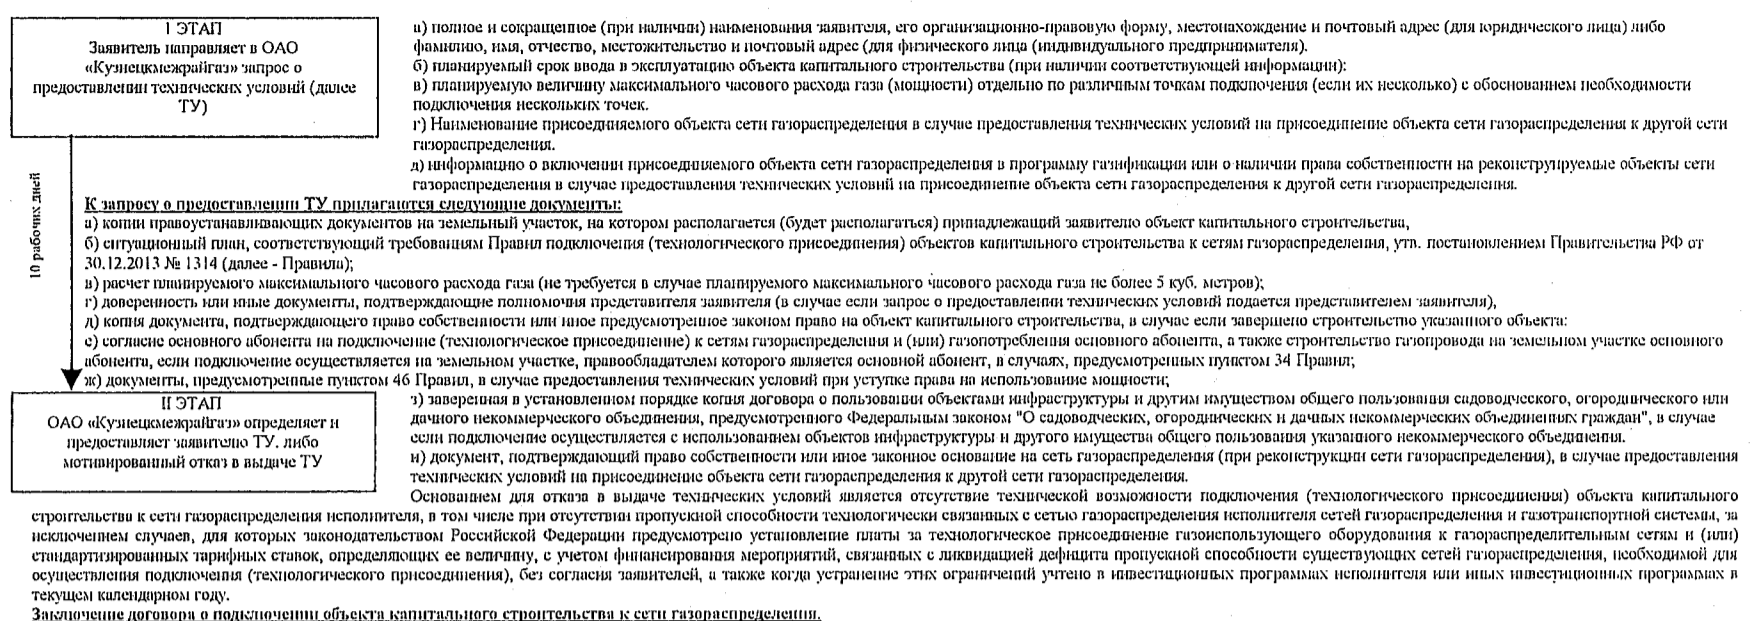 I ЭТАП
Заявитель направляет в ОАО
«Кузнецкмежрайгаз» запрос о
предоставлении технических условий (далее
ТУ)
а) полное и сокращенное (при наличии) наименования заявителя, его организационно-правовую форму, местонахождение и почтовый адрес (для юридического лица) либо
фамилию, имя, отчество, местожительство и почтовый адрес (для физического лица (индивидуального предпринимателя).
б) планируемый срок ввода в эксплуатацию объекта капитального строительства (при наличии соответствующей информации):
в) планируемую величину максимального часового расхода газа (мощности) отдельно по различным точкам подключения (если их несколько) с обоснованием необходимости
подключения нескольких точек.
г) Наименование присоединяемого объекта сети газораспределения в случае предоставления технических условий на присоединение объекта сети газораспределения к другой сети
газораспределения.
д) информацию о включении присоединяемого объекта сети газораспределения в программу газификации или о наличии права собственности на реконструируемые объекты сети
газораспределения в случае предоставления технических условий на присоединение объекта сети газораспределения к другой сети газораспределения.
10 рабочих дней
К запросу о предоставлении ТУ прилагаются следующие документы:
а) копии правоустанавливающих документов на земельный участок, на котором располагается (будет располагаться) принадлежащий заявителю объект капитального строительства,
б) ситуационный план, соответствующий требованиям Правил подключения (технологического присоединения) объектов капитального строительства к сетям газораспределения, утв. постановлением Правительства РФ от
30.12.2013 № 1314 (далее - Правила);
в) расчет планируемого максимального часового расхода газа (не требуется в случае планируемого максимального часового расхода газа не более 5 куб. метров);
г) доверенность или иные документы, подтверждающие полномочия представителя заявителя (в случае если запрос о предоставлении технических условий подается представителем заявителя),
д) копия документа, подтверждающего право собственности или иное предусмотренное законом право на объект капитального строительства, в случае если завершено строительство указанного объекта:
е) согласие основного абонента на подключение (технологическое присоединение) к сетям газораспределения и (или) газопотребления основного абонента, а также строительство газопровода на земельном участке основного
абонента, если подключение осуществляется на земельном участке, правообладателем которого является основной абонент, в случаях, предусмотренных пунктом 34 Правил;
ж) документы, предусмотренные пунктом 46 Правил, в случае предоставления технических условий при уступке права на использование мощности;
II ЭТАП
ОАО «Кузнецкмежрайгаз» определяет и
предоставляет заявителю ТУ. либо
мотивированный отказ в выдаче ТУ
з) заверенная в установленном порядке копия договора о пользовании объектами инфраструктуры и другим имуществом общего пользования садоводческого, огороднического или
дачного некоммерческого объединения, предусмотренного Федеральным законом "О садоводческих, огороднических и дачных некоммерческих объединениях граждан", в случае
если подключение осуществляется с использованием объектов инфраструктуры и другого имущества общего пользования указанного некоммерческого объединения.
и) документ, подтверждающий право собственности или иное законное основание на сеть газораспределения (при реконструкции сети газораспределения), в случае предоставления
технических условий на присоединение объекта сети газораспределения к другой сети газораспределения.
Основанием для отказа в выдаче технических условий является отсутствие технической возможности подключения (технологического присоединения) объекта капитального
строительства к сети газораспределения исполнителя, в том числе при отсутствии пропускной способности технологически связанных с сетью газораспределения исполнителя сетей газораспределения и газотранспортной системы, за
исключением случаев, для которых законодательством Российской Федерации предусмотрено установление платы за технологическое присоединение газоиспользующего оборудования к газораспределительным сетям и (или)
стандартизированных тарифных ставок, определяющих ее величину, с учетом финансирования мероприятий, связанных с ликвидацией дефицита пропускной способности существующих сетей газораспределения, необходимой для
осуществления подключения (технологического присоединения), без согласия заявителей, а также когда устранение этих ограничений учтено в инвестиционных программах исполнителя или иных инвестиционных программах в
текущем календарном году.
Заключение договора о подключении объекта капитального строительства к сети газораспределения.